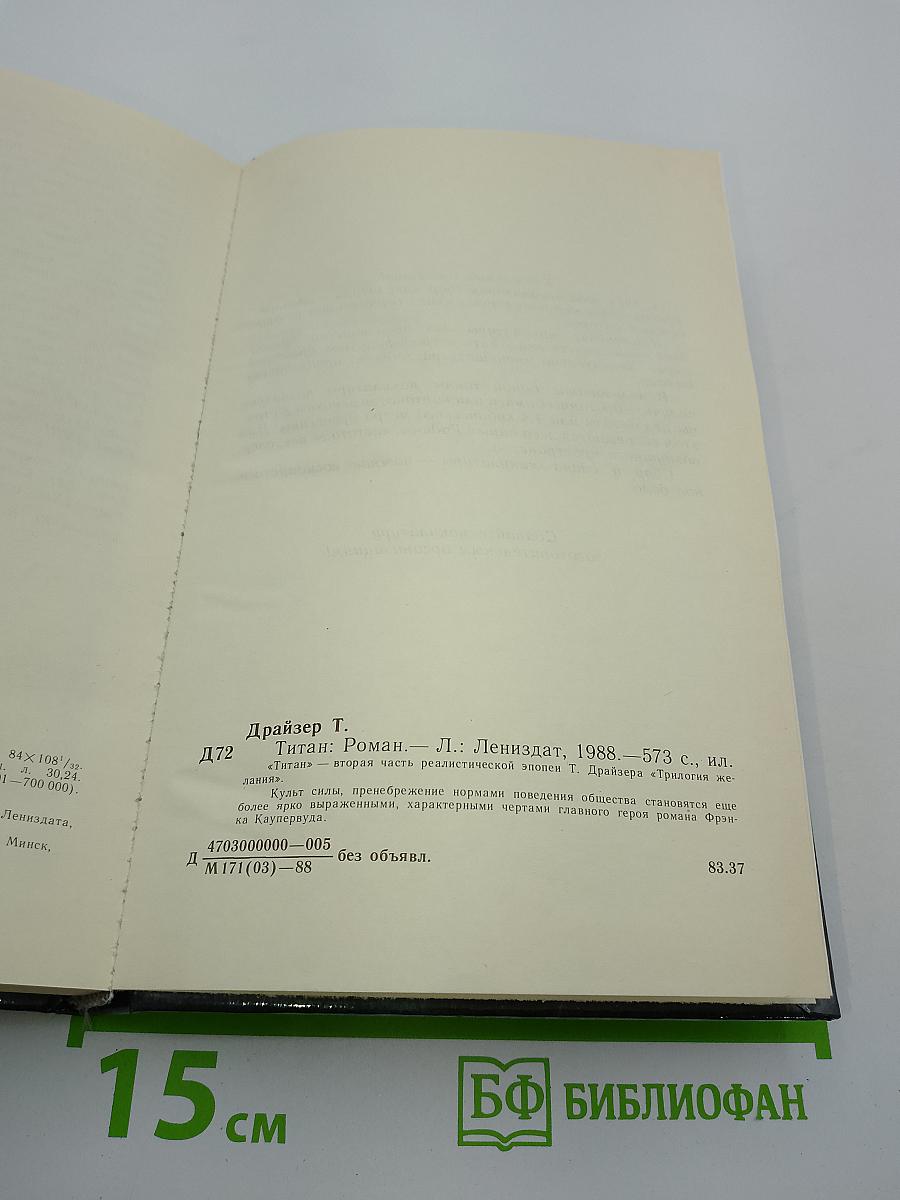 84×108¹/₃₂.
л. 30,24.
1—700 000).
Лениздата,
Минск,
Драйзер Т.
Д72
Титан: Роман.— Л.: Лениздат, 1988.—573 с., ил.
«Титан» — вторая часть реалистической эпопеи Т. Драйзера «Трилогия же-
лания».
Культ силы, пренебрежение нормами поведения общества становятся еще
более ярко выраженными, характерными чертами главного героя романа Фрэн-
ка Каупервуда.
Д 4703000000—005 без объявл.
М171(03)—88
83.37
15 см
БФ БИБЛИОФАН